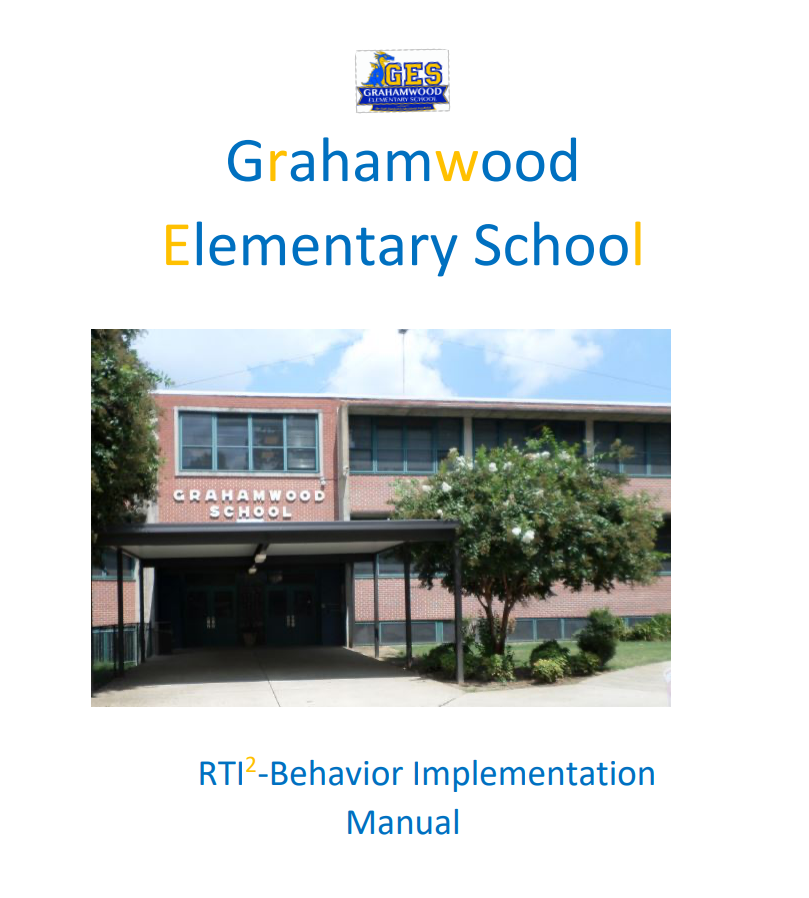 GES
GRAHAMWOOD
ELEMENTARY SCHOOL
Grahamwood
Elementary School
GRAHAMWOOD
SCHOOL
RTI²-Behavior Implementation
Manual